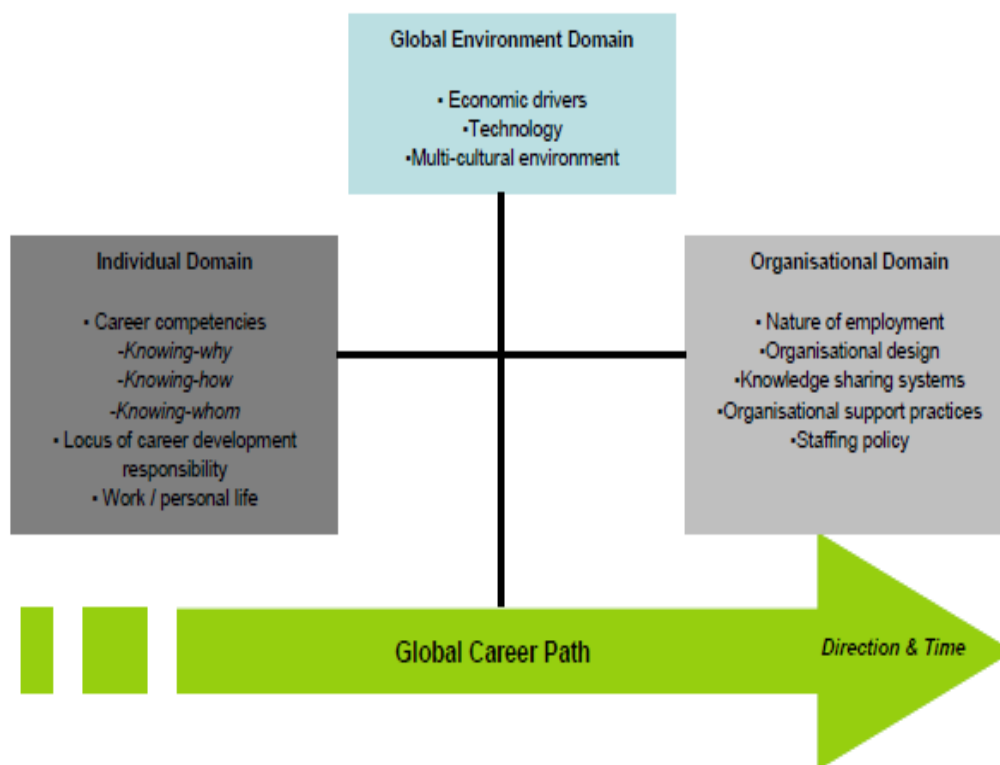 Global Environment Domain
▪ Economic drivers
▪Technology
▪Multi-cultural environment
Individual Domain
▪ Career competencies
-Knowing-why
-Knowing-how
-Knowing-whom
▪ Locus of career development
responsibility
▪ Work / personal life
Organisational Domain
▪ Nature of employment
▪Organisational design
▪Knowledge sharing systems
▪Organisational support practices
▪Staffing policy
Global Career Path
Direction & Time